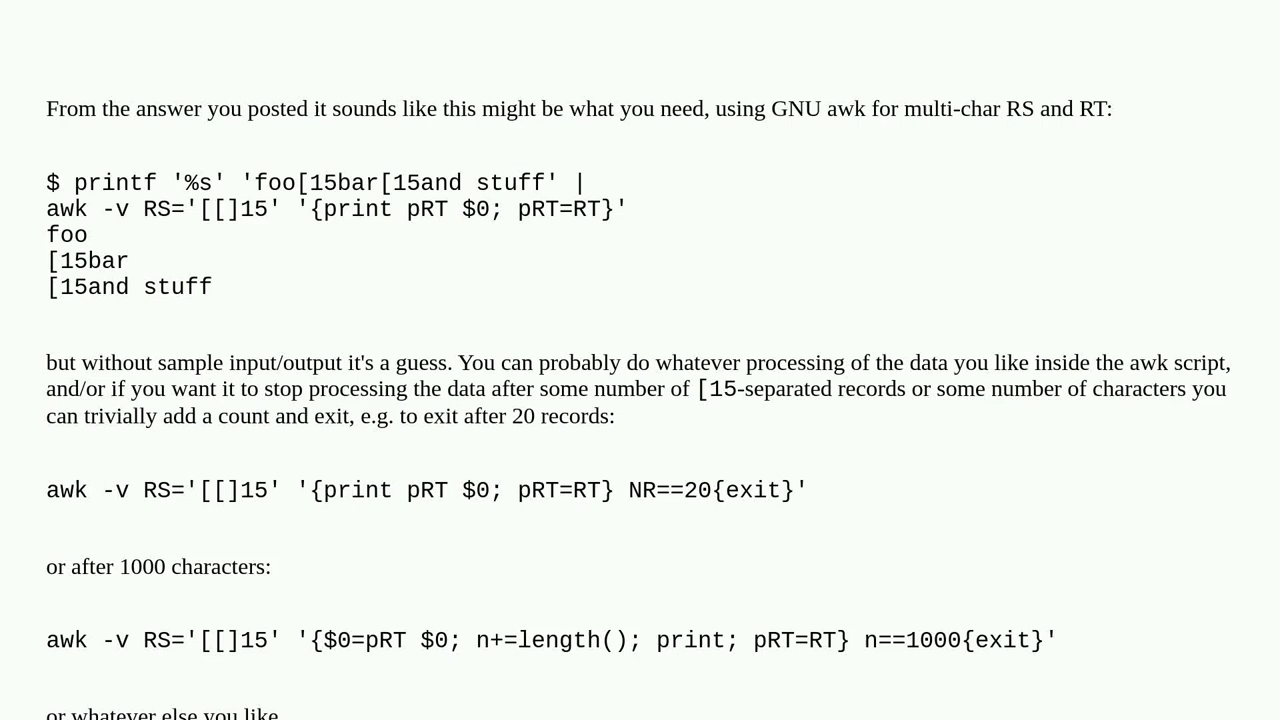 From the answer you posted it sounds like this might be what you need, using GNU awk for multi-char RS and RT:
$ printf '%s' 'foo[15bar[15and stuff' |
awk -v RS='[[]15' '{print pRT $0; pRT=RT}'
foo
[15bar
[15and stuff
but without sample input/output it's a guess. You can probably do whatever processing of the data you like inside the awk script,
and/or if you want it to stop processing the data after some number of [15-separated records or some number of characters you
can trivially add a count and exit, e.g. to exit after 20 records:
awk -v RS='[[]15' '{print pRT $0; pRT=RT} NR==20{exit}'
or after 1000 characters:
awk -v RS='[[]15' '{$0=pRT $0; n+=length(); print; pRT=RT} n==1000{exit}'
or whatever else you like